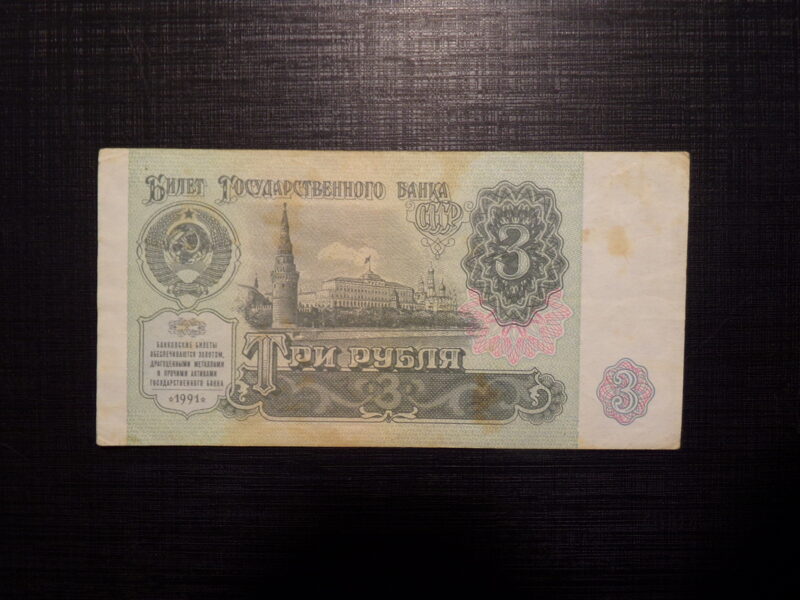 Билет Государственного Банка
СССР
3
Банковские билеты
обеспечиваются золотом,
драгоценными металлами
и прочими активами
Государственного банка
1991
Три рубля
3
3